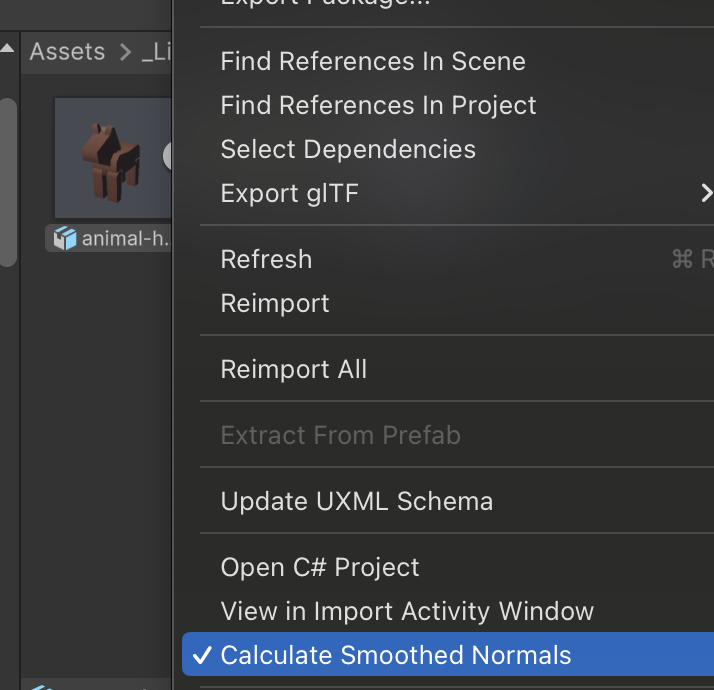 Export Package...
Assets > _Li
Find References In Scene
Find References In Project
Select Dependencies
Export glTF
animal-h...
Refresh ⌘ R
Reimport
Reimport All
Extract From Prefab
Update UXML Schema
Open C# Project
View in Import Activity Window
✓ Calculate Smoothed Normals